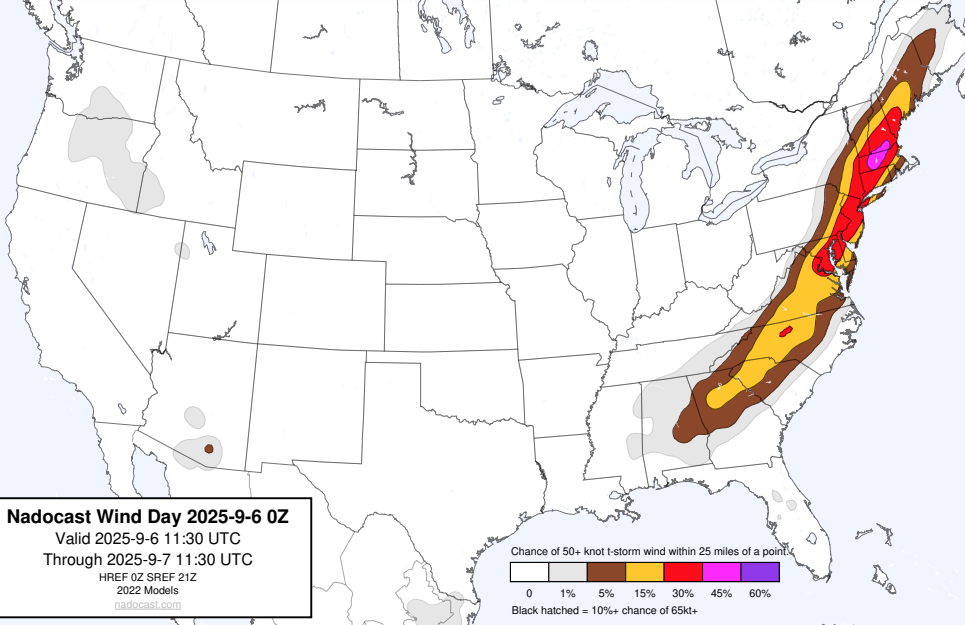 Nadocast Wind Day 2025-9-6 0Z
Valid 2025-9-6 11:30 UTC
Through 2025-9-7 11:30 UTC
HREF 0Z SREF 21Z
2022 Models
nadocast.com
Chance of 50+ knot t-storm wind within 25 miles of a point.
0 1% 5% 15% 30% 45% 60%
Black hatched = 10%+ chance of 65kt+